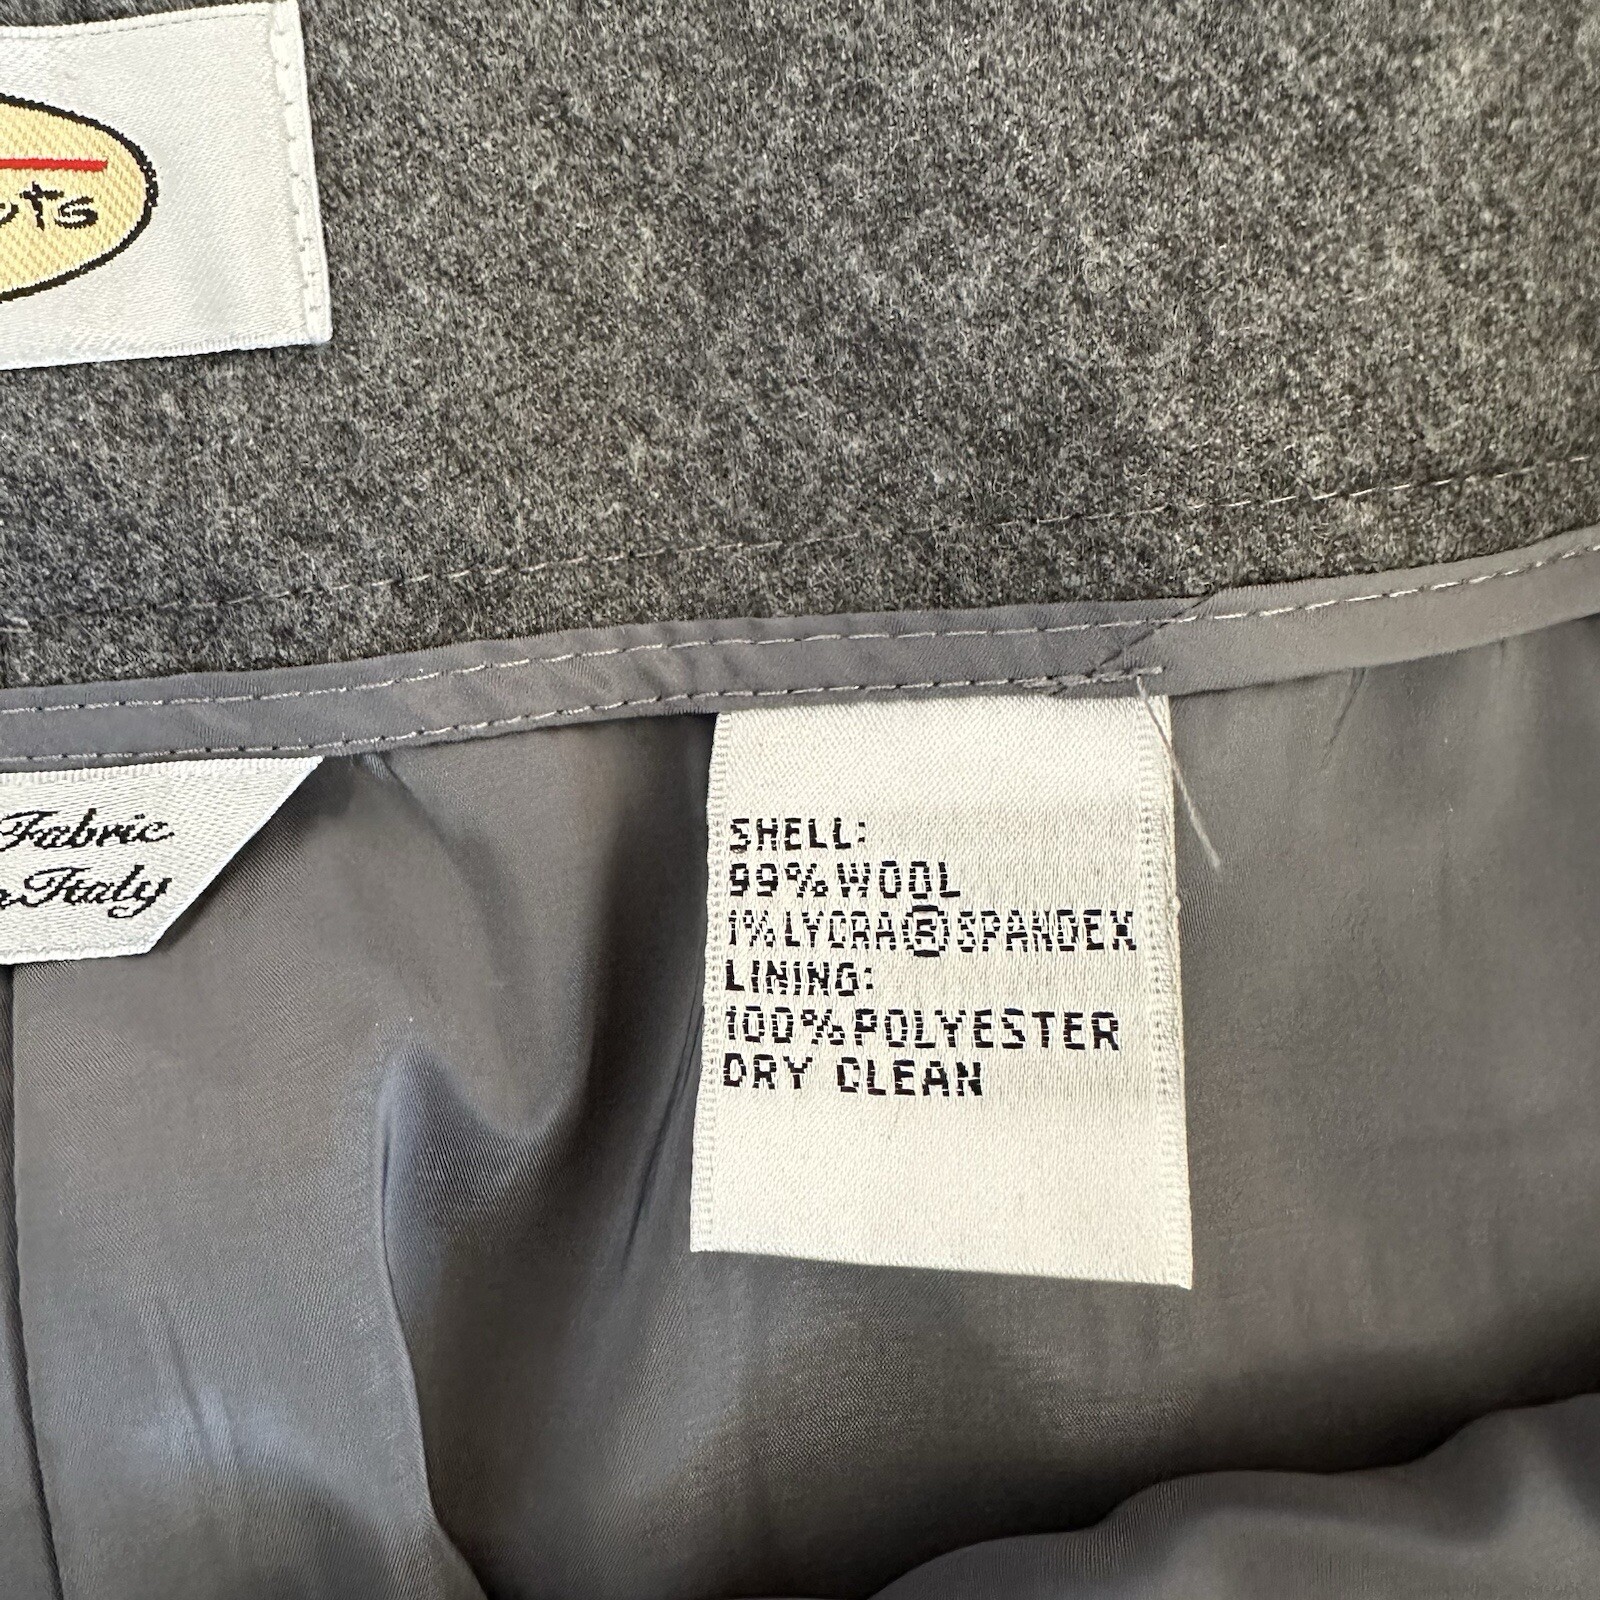 Fabric
Italy
SHELL:
99% WOOL
1% LYCRA®SPANDEX
LINING:
100% POLYESTER
DRY CLEAN